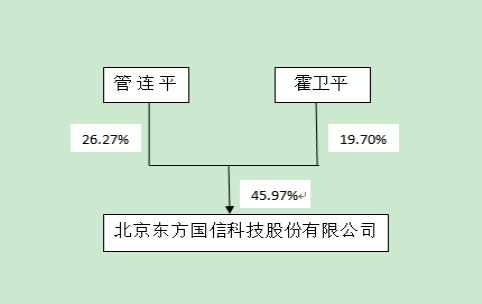 管连平
霍卫平
26.27%
19.70%
45.97%
北京东方国信科技股份有限公司